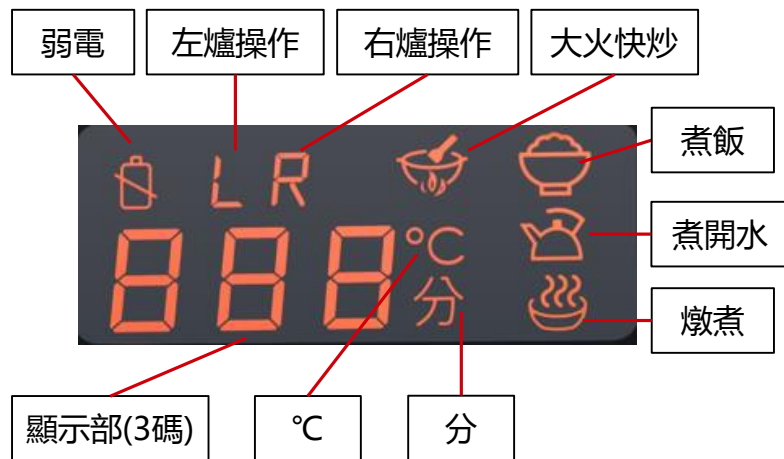 弱電
左爐操作
右爐操作
大火快炒
煮飯
L R
煮開水
888
℃
分
燉煮
顯示部(3碼)
℃
分